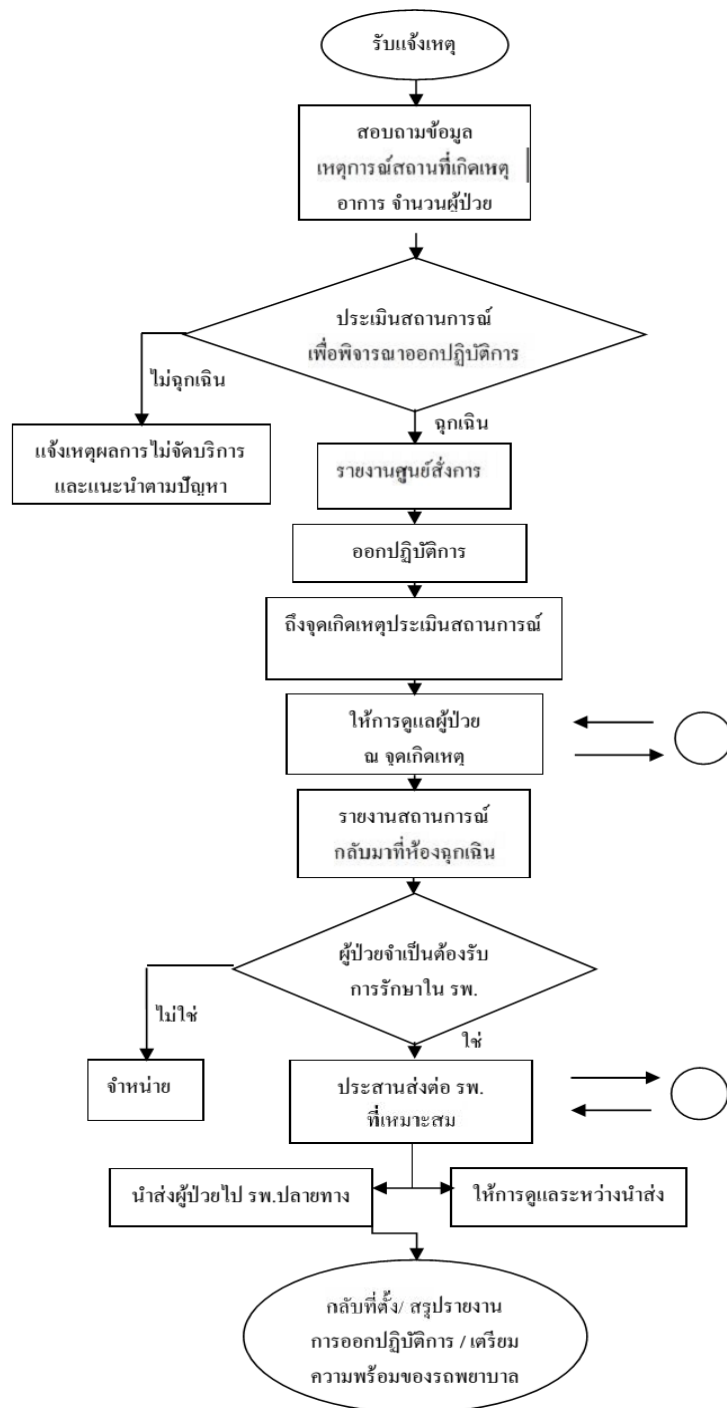 รับแจ้งเหตุ
สอบถามข้อมูล
เหตุการณ์สถานที่เกิดเหตุ
อาการ จำนวนผู้ป่วย
ประเมินสถานการณ์
เพื่อพิจารณาออกปฏิบัติการ
ไม่ฉุกเฉิน
ฉุกเฉิน
แจ้งเหตุผลการไม่จัดบริการ
และแนะนำตามปัญหา
รายงานศูนย์สั่งการ
ออกปฏิบัติการ
ถึงจุดเกิดเหตุประเมินสถานการณ์
ให้การดูแลผู้ป่วย
ณ จุดเกิดเหตุ
รายงานสถานการณ์
กลับมาที่ห้องฉุกเฉิน
ผู้ป่วยจำเป็นต้องรับ
การรักษาใน รพ.
ไม่ใช่
ใช่
จำหน่าย
ประสานส่งต่อ รพ.
ที่เหมาะสม
นำส่งผู้ป่วยไป รพ.ปลายทาง
ให้การดูแลระหว่างนำส่ง
กลับที่ตั้ง/ สรุปรายงาน
การออกปฏิบัติการ / เตรียม
ความพร้อมของรถพยาบาล